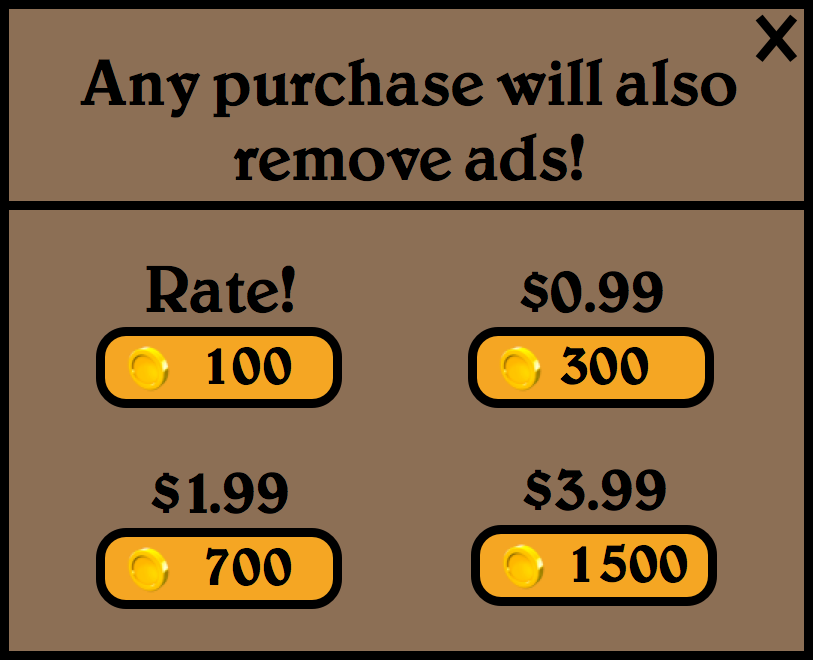 X
Any purchase will also
remove ads!
Rate! $0.99
100 300
$1.99 $3.99
700 1500